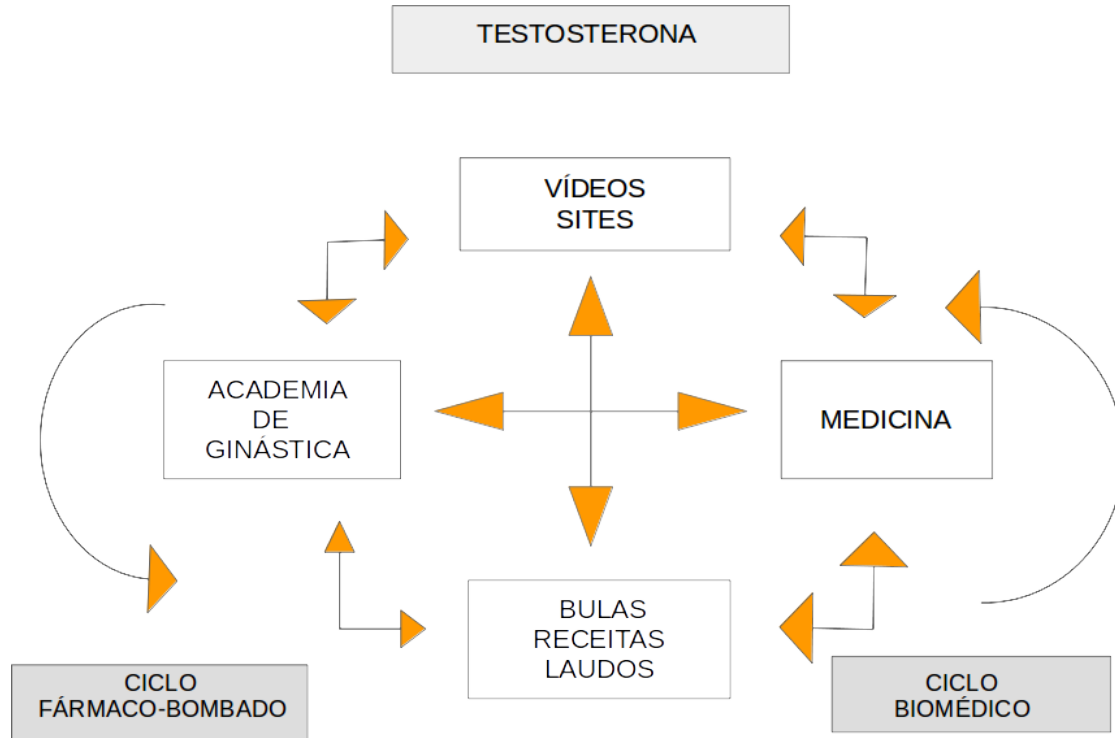 TESTOSTERONA
VÍDEOS
SITES
ACADEMIA
DE
GINÁSTICA
MEDICINA
BULAS
RECEITAS
LAUDOS
CICLO
FÁRMACO-BOMBADO
CICLO
BIOMÉDICO